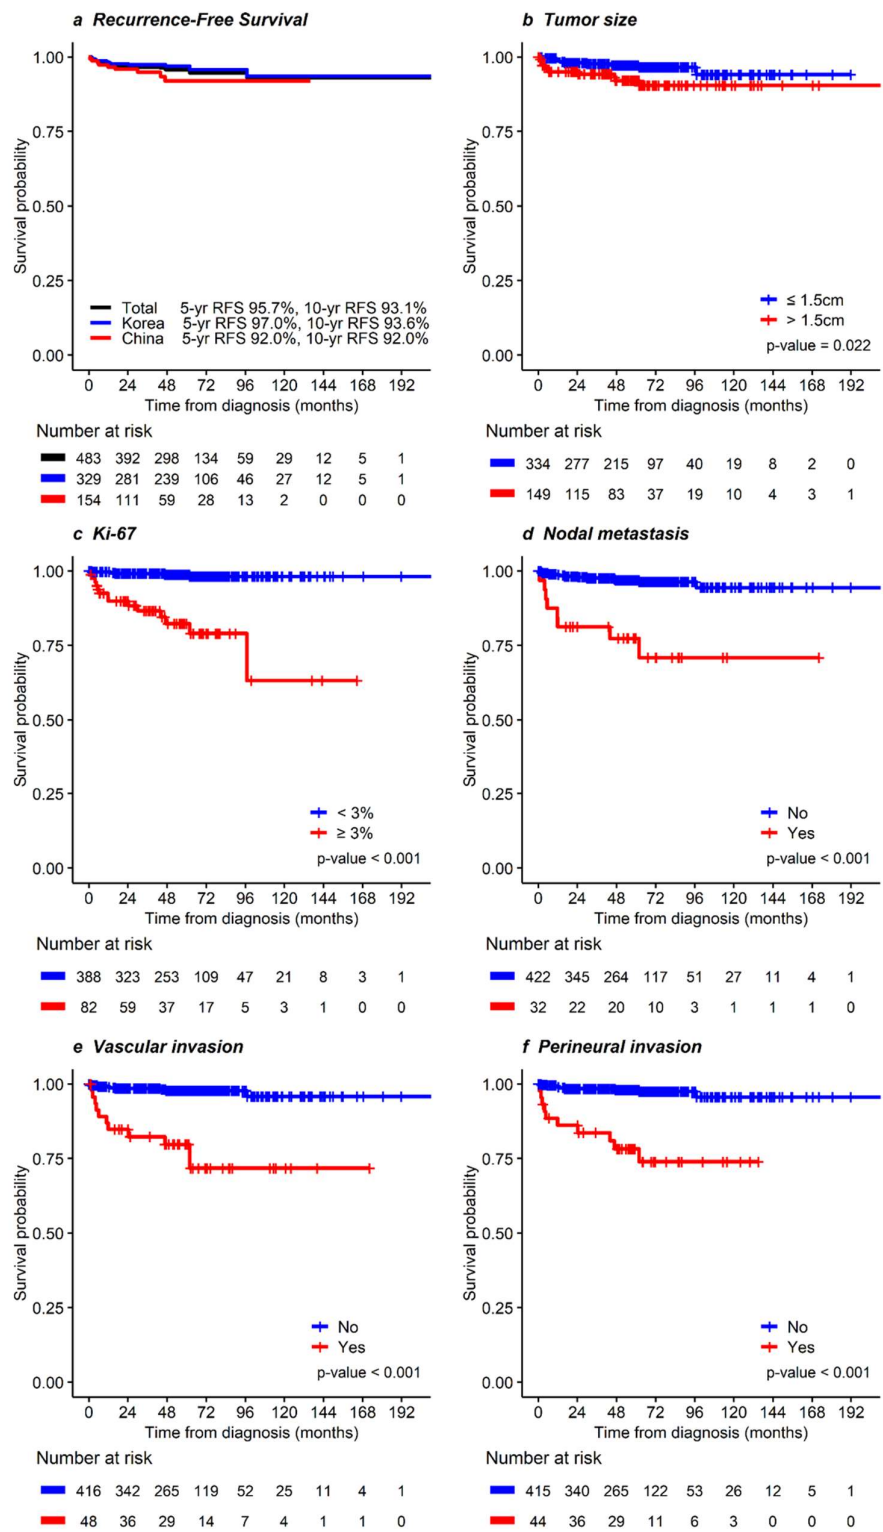 a Recurrence-Free Survival
Survival probability
1.00
0.75
0.50
0.25
0.00
Total 5-yr RFS 95.7%, 10-yr RFS 93.1%
Korea 5-yr RFS 97.0%, 10-yr RFS 93.6%
China 5-yr RFS 92.0%, 10-yr RFS 92.0%
0 24 48 72 96 120 144 168 192
Time from diagnosis (months)
Number at risk
483 392 298 134 59 29 12 5 1
329 281 239 106 46 27 12 5 1
154 111 59 28 13 2 0 0 0
b Tumor size
Survival probability
1.00
0.75
0.50
0.25
0.00
≤ 1.5cm
> 1.5cm
p-value = 0.022
0 24 48 72 96 120 144 168 192
Time from diagnosis (months)
Number at risk
334 277 215 97 40 19 8 2 0
149 115 83 37 19 10 4 3 1
c Ki-67
Survival probability
1.00
0.75
0.50
0.25
0.00
< 3%
≥ 3%
p-value < 0.001
0 24 48 72 96 120 144 168 192
Time from diagnosis (months)
Number at risk
388 323 253 109 47 21 8 3 1
82 59 37 17 5 3 1 0 0
d Nodal metastasis
Survival probability
1.00
0.75
0.50
0.25
0.00
No
Yes
p-value < 0.001
0 24 48 72 96 120 144 168 192
Time from diagnosis (months)
Number at risk
422 345 264 117 51 27 11 4 1
32 22 20 10 3 1 1 1 0
e Vascular invasion
Survival probability
1.00
0.75
0.50
0.25
0.00
No
Yes
p-value < 0.001
0 24 48 72 96 120 144 168 192
Time from diagnosis (months)
Number at risk
416 342 265 119 52 25 11 4 1
48 36 29 14 7 4 1 1 0
f Perineural invasion
Survival probability
1.00
0.75
0.50
0.25
0.00
No
Yes
p-value < 0.001
0 24 48 72 96 120 144 168 192
Time from diagnosis (months)
Number at risk
415 340 265 122 53 26 12 5 1
44 36 29 11 6 3 0 0 0